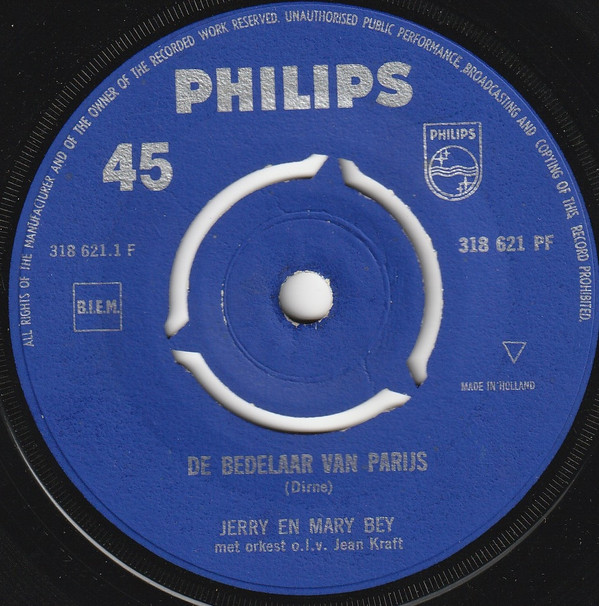 ALL RIGHTS OF THE MANUFACTURER AND OF THE OWNER OF THE RECORDED WORK RESERVED. UNAUTHORISED PUBLIC PERFORMANCE, BROADCASTING AND COPYING OF THIS RECORD PROHIBITED.
PHILIPS
45
PHILIPS
318 621.1 F
318 621 PF
B.I.E.M.
MADE IN HOLLAND
DE BEDELAAR VAN PARIJS
(Dirne)
JERRY EN MARY BEY
met orkest o.l.v. Jean Kraft